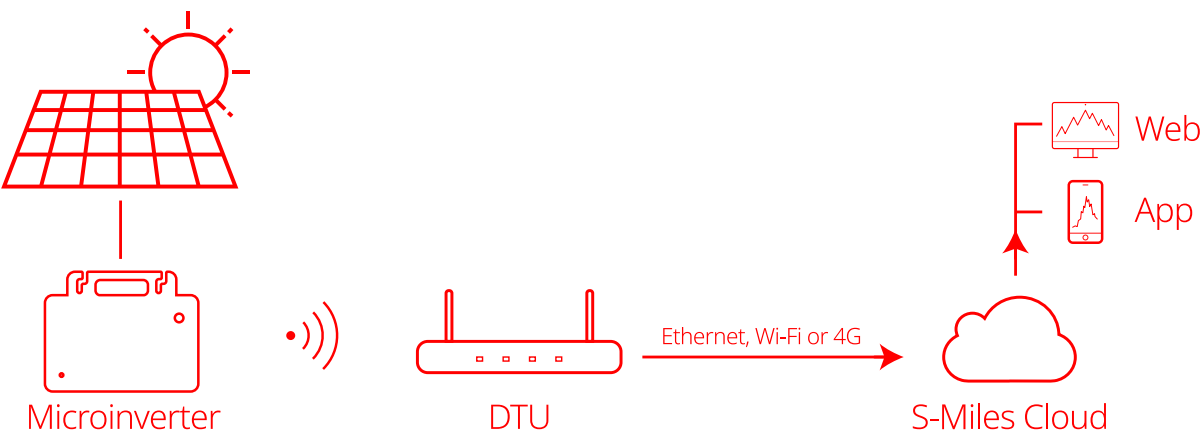 Web
App
Ethernet, Wi-Fi or 4G
Microinverter
DTU
S-Miles Cloud